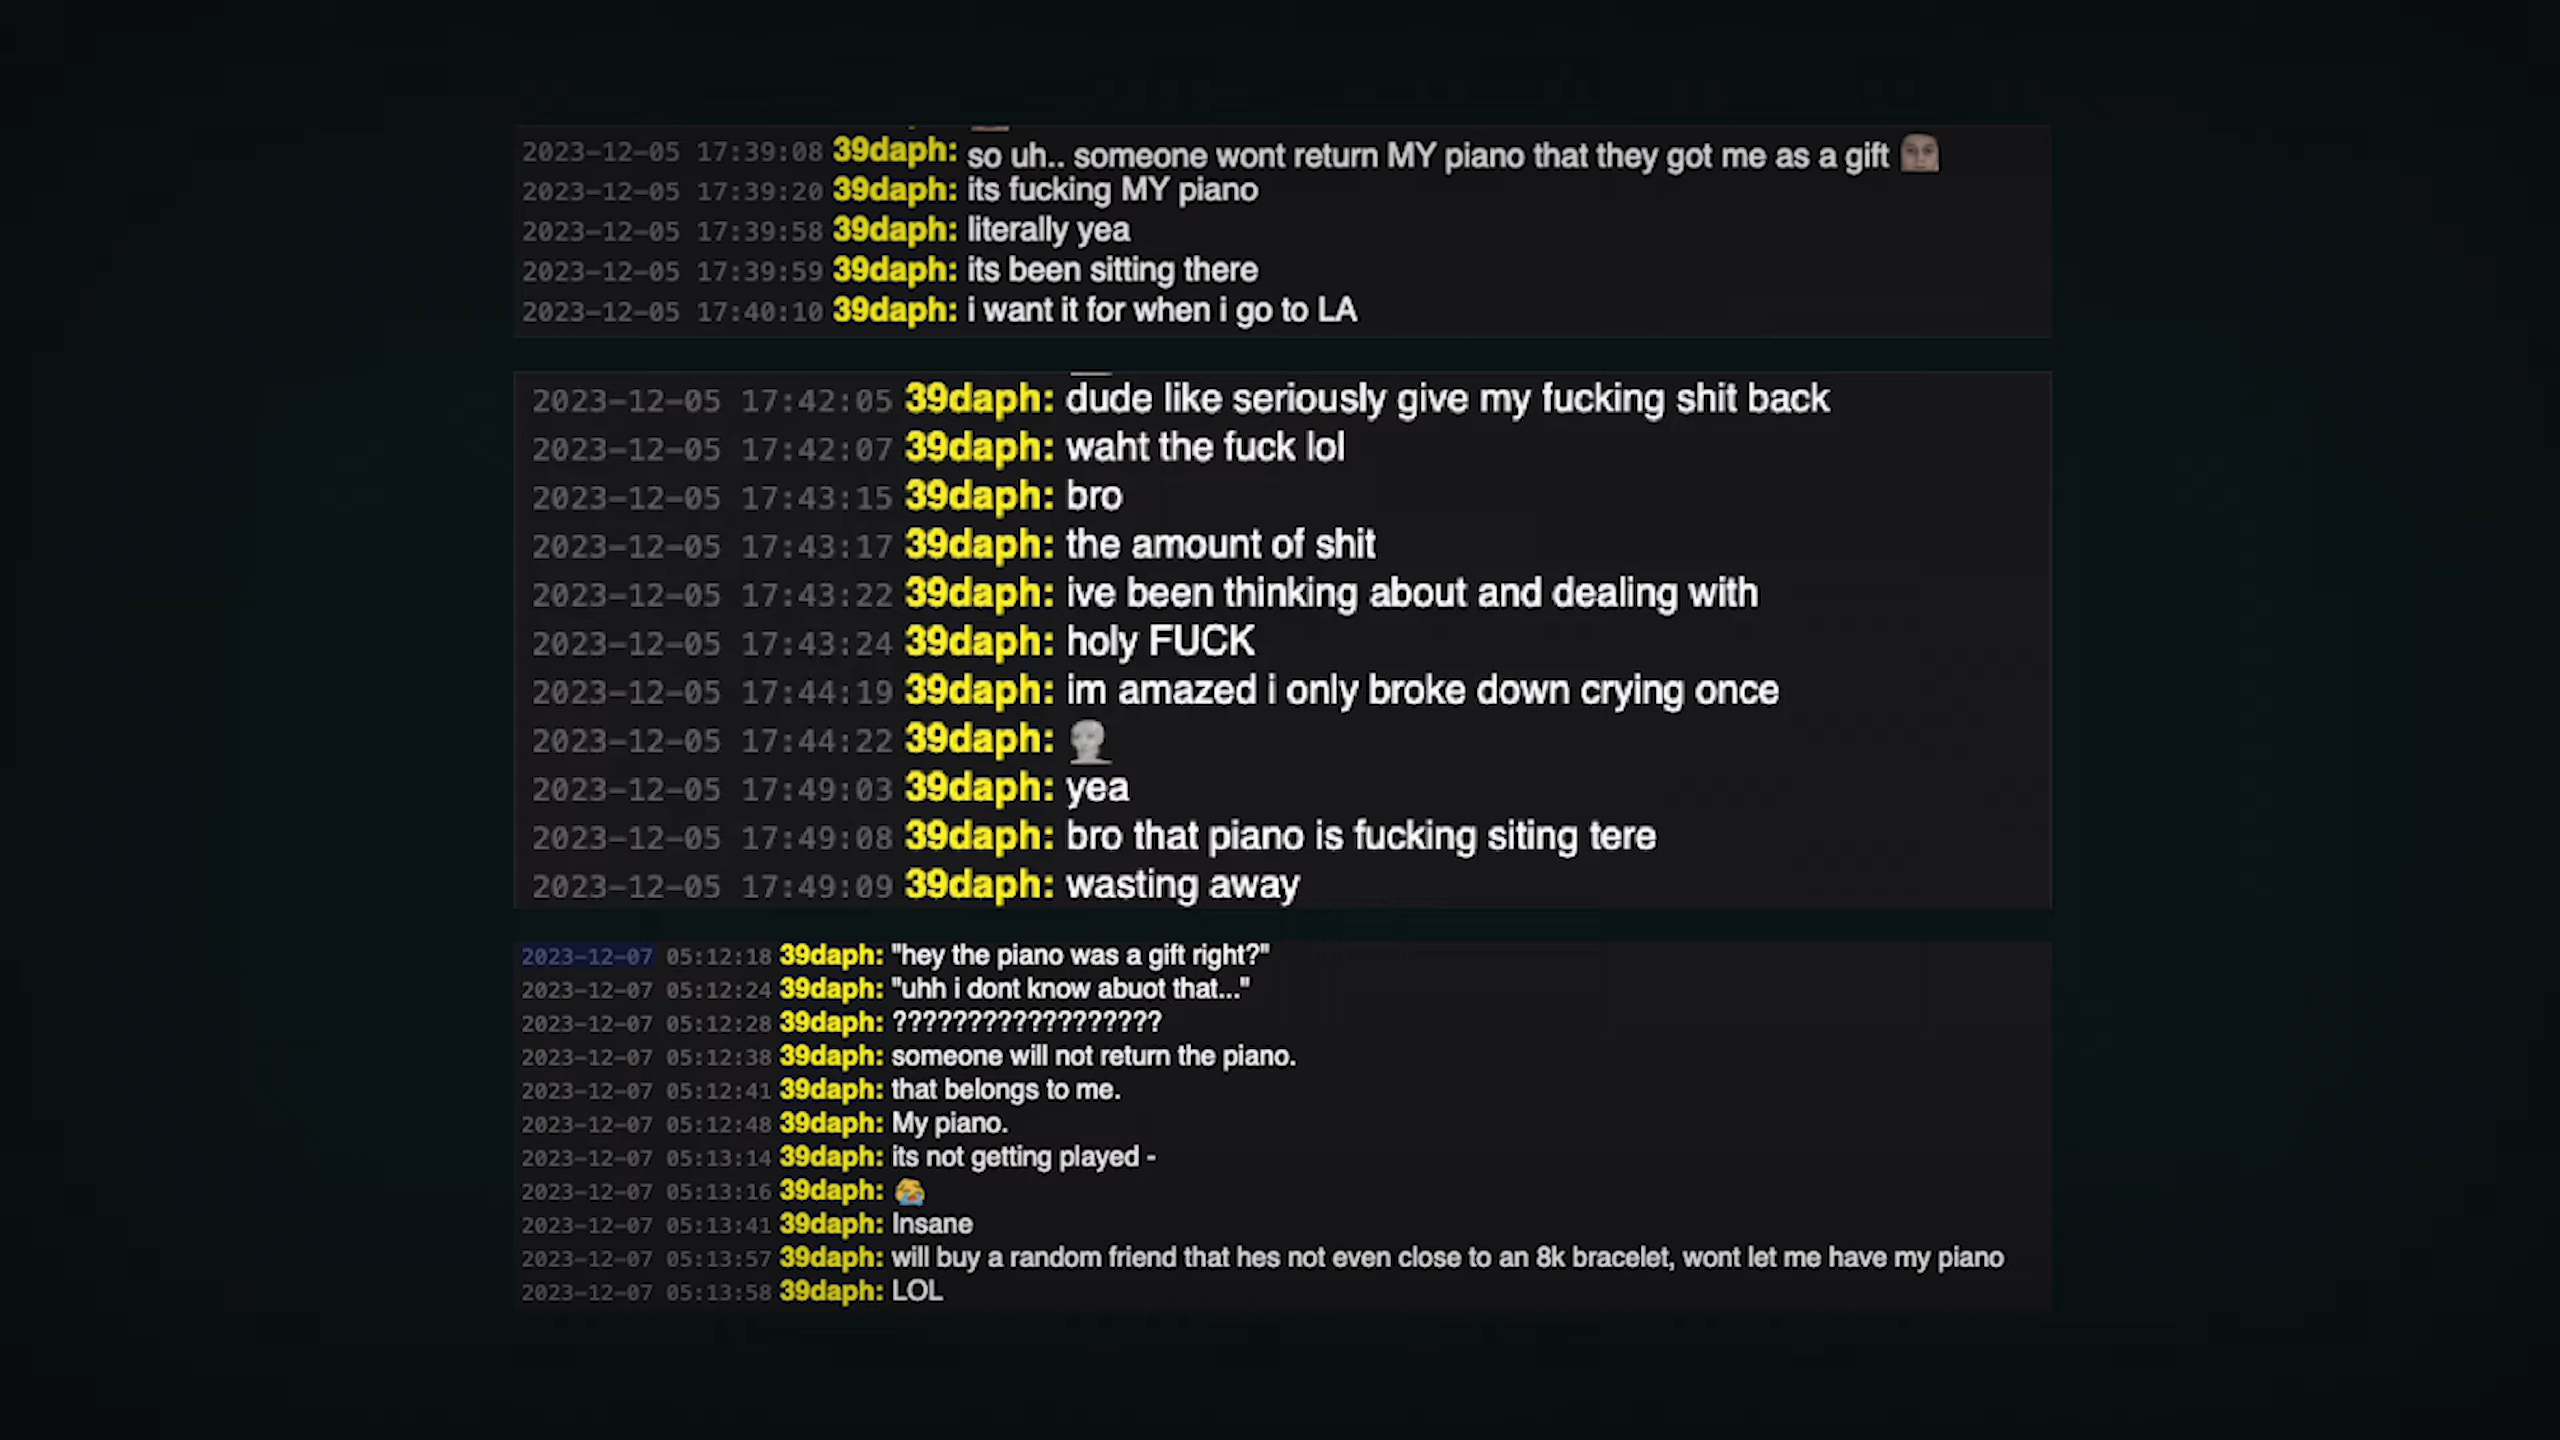 2023-12-05 17:39:08 39daph: so uh.. someone wont return MY piano that they got me as a gift
2023-12-05 17:39:20 39daph: its fucking MY piano
2023-12-05 17:39:58 39daph: literally yea
2023-12-05 17:39:59 39daph: its been sitting there
2023-12-05 17:40:10 39daph: i want it for when i go to LA
2023-12-05 17:42:05 39daph: dude like seriously give my fucking shit back
2023-12-05 17:42:07 39daph: waht the fuck lol
2023-12-05 17:43:15 39daph: bro
2023-12-05 17:43:17 39daph: the amount of shit
2023-12-05 17:43:22 39daph: ive been thinking about and dealing with
2023-12-05 17:43:24 39daph: holy FUCK
2023-12-05 17:44:19 39daph: im amazed i only broke down crying once
2023-12-05 17:44:22 39daph:
2023-12-05 17:49:03 39daph: yea
2023-12-05 17:49:08 39daph: bro that piano is fucking siting tere
2023-12-05 17:49:09 39daph: wasting away
2023-12-07 05:12:18 39daph: "hey the piano was a gift right?"
2023-12-07 05:12:24 39daph: "uhh i dont know abuot that..."
2023-12-07 05:12:28 39daph: ??????????????????
2023-12-07 05:12:38 39daph: someone will not return the piano.
2023-12-07 05:12:41 39daph: that belongs to me.
2023-12-07 05:12:48 39daph: My piano.
2023-12-07 05:13:14 39daph: its not getting played -
2023-12-07 05:13:16 39daph: 😭
2023-12-07 05:13:41 39daph: Insane
2023-12-07 05:13:57 39daph: will buy a random friend that hes not even close to an 8k bracelet, wont let me have my piano
2023-12-07 05:13:58 39daph: LOL